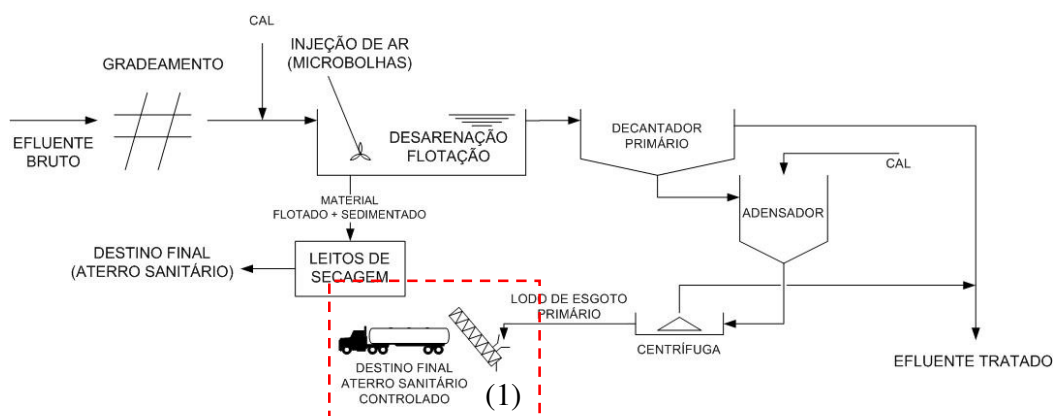 CAL
INJEÇÃO DE AR
(MICROBOLHAS)
GRADEAMENTO
EFLUENTE
BRUTO
DESARENAÇÃO
FLOTAÇÃO
DECANTADOR
PRIMÁRIO
CAL
ADENSADOR
MATERIAL
FLOTADO + SEDIMENTADO
DESTINO FINAL
(ATERRO SANITÁRIO)
LEITOS DE
SECAGEM
LODO DE ESGOTO
PRIMÁRIO
CENTRÍFUGA
EFLUENTE TRATADO
DESTINO FINAL
ATERRO SANITÁRIO
CONTROLADO
(1)